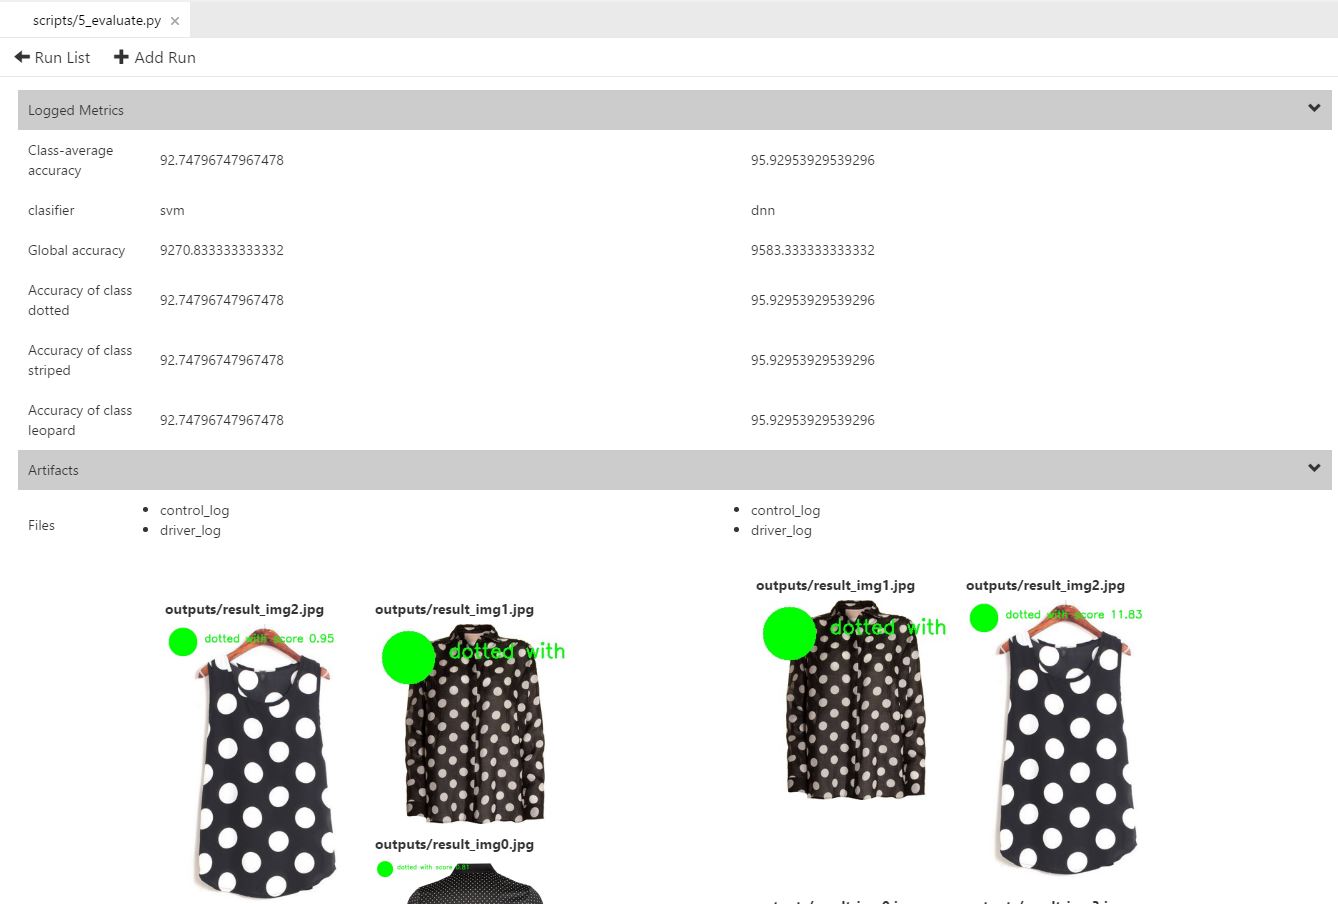 scripts/5_evaluate.py ×
Run List Add Run
Logged Metrics
Class-average
accuracy
92.74796747967478 95.92953929539296
clasifier svm dnn
Global accuracy 9270.833333333332 9583.333333333332
Accuracy of class
dotted
92.74796747967478 95.92953929539296
Accuracy of class
striped
92.74796747967478 95.92953929539296
Accuracy of class
leopard
92.74796747967478 95.92953929539296
Artifacts
Files
control_log
driver_log
control_log
driver_log
outputs/result_img2.jpg
dotted with score 0.95
outputs/result_img1.jpg
dotted with
outputs/result_img0.jpg
dotted with score
outputs/result_img1.jpg
dotted with
outputs/result_img2.jpg
dotted with score 11.83